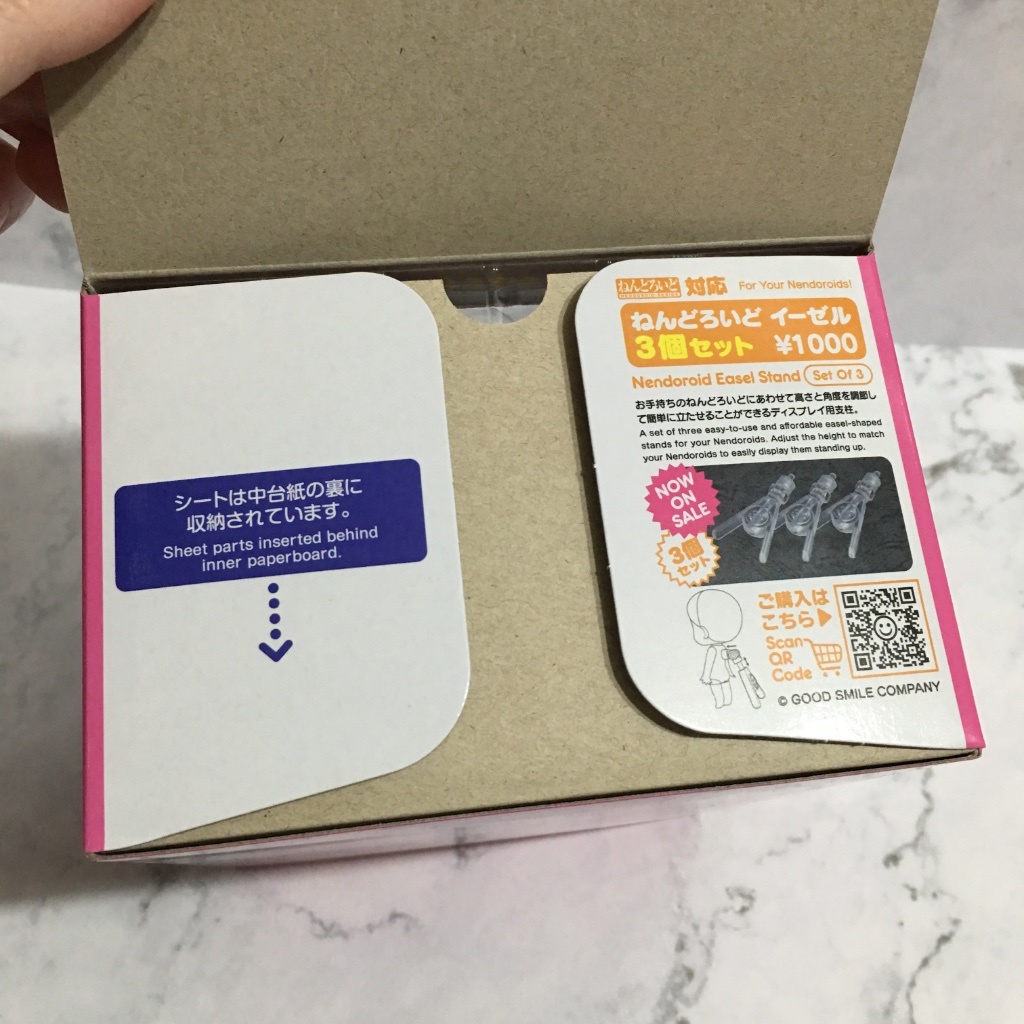 シートは中台紙の裏に
収納されています。
Sheet parts inserted behind
inner paperboard.
ねんどろいど 対応 For Your Nendoroids!
ねんどろいど イーゼル
3個セット ¥1000
Nendoroid Easel Stand Set Of 3
お手持ちのねんどろいどにあわせて高さと角度を調節し
て簡単に立たせることができるディスプレイ用支柱。
A set of three easy-to-use and affordable easel-shaped
stands for your Nendoroids. Adjust the height to match
your Nendoroids to easily display them standing up.
NOW
ON
SALE
3個
セット
ご購入は
こちら▶
Scan
QR
Code
© GOOD SMILE COMPANY